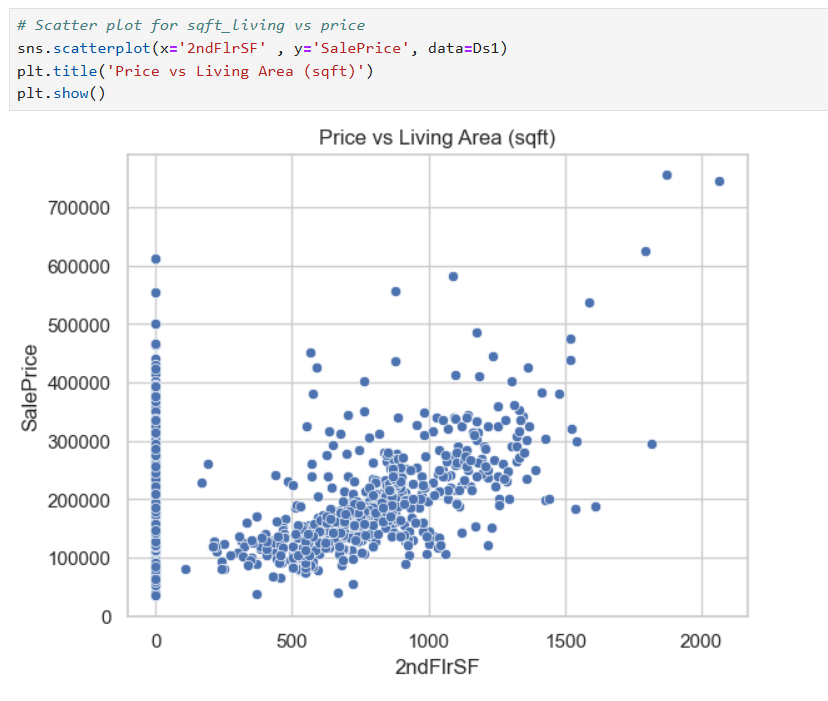 # Scatter plot for sqft_living vs price
sns.scatterplot(x='2ndFlrSF' , y='SalePrice', data=Ds1)
plt.title('Price vs Living Area (sqft)')
plt.show()
Price vs Living Area (sqft)
700000
600000
500000
400000
300000
200000
100000
0
SalePrice
0 500 1000 1500 2000
2ndFlrSF